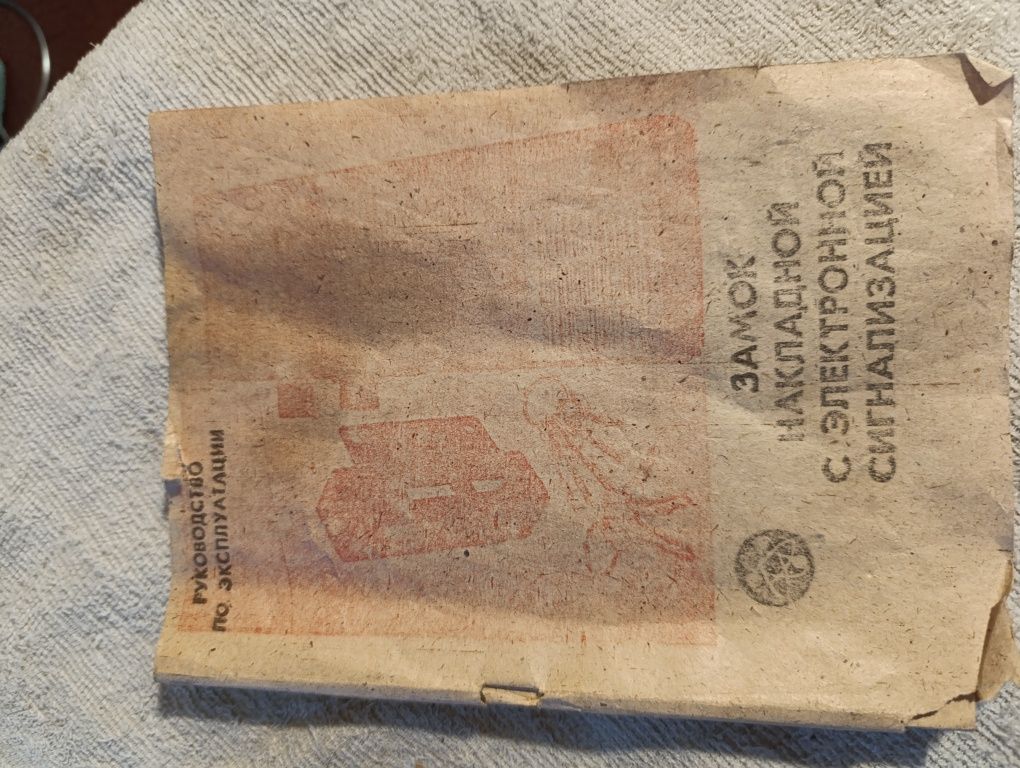 РУКОВОДСТВО
ПО ЭКСПЛУАТАЦИИ
ЗАМОК
НАКЛАДНОЙ
С ЭЛЕКТРОННОЙ
СИГНАЛИЗАЦИЕЙ